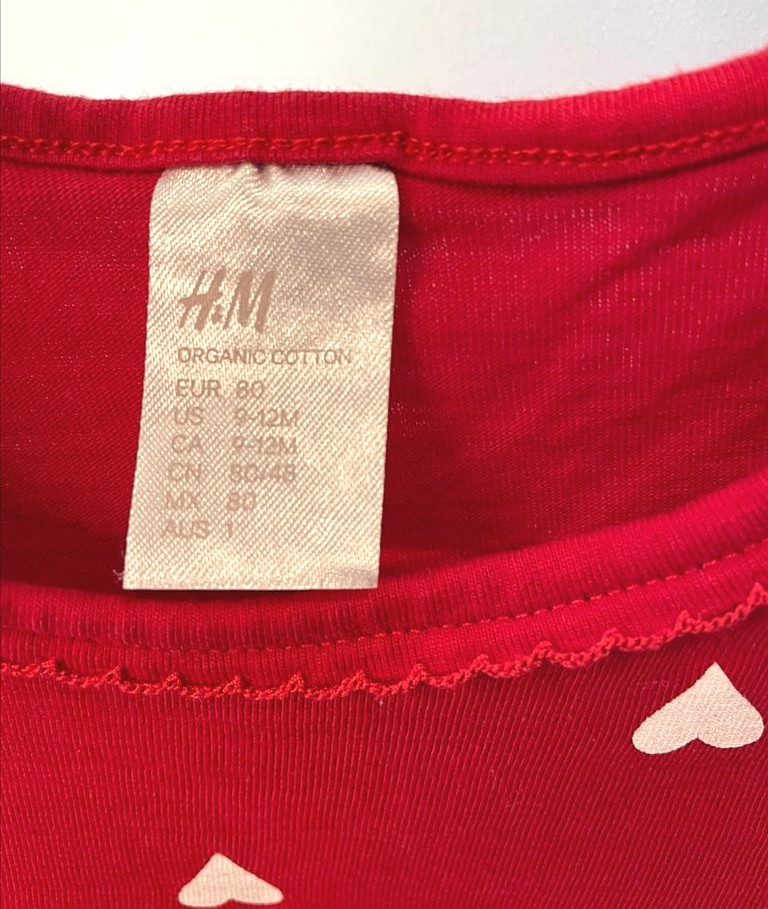 H&M
ORGANIC COTTON
EUR 80
US 9-12M
CA 9-12M
CN 80/48
MX 80
AUS 1